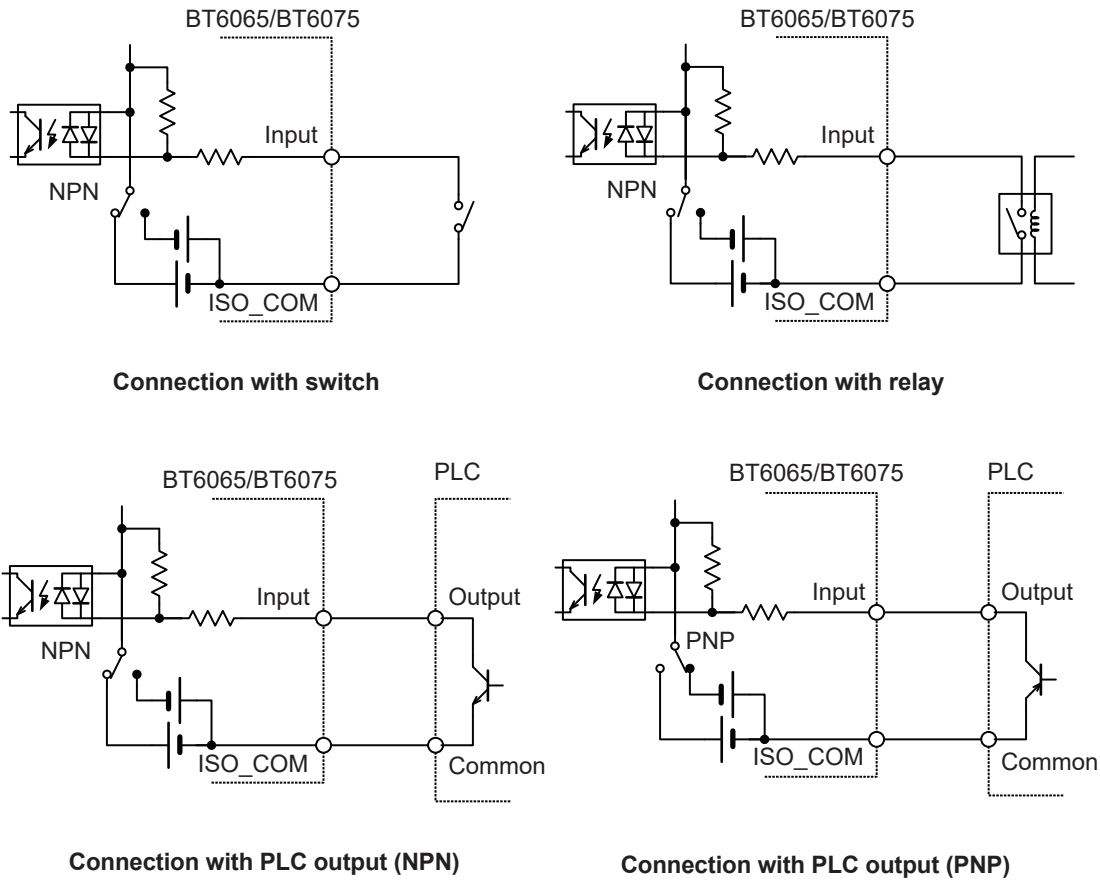 BT6065/BT6075
Input
NPN
ISO_COM
Connection with switch
BT6065/BT6075
Input
NPN
ISO_COM
Connection with relay
BT6065/BT6075
PLC
Input
Output
NPN
ISO_COM
Common
Connection with PLC output (NPN)
BT6065/BT6075
PLC
Input
Output
PNP
ISO_COM
Common
Connection with PLC output (PNP)